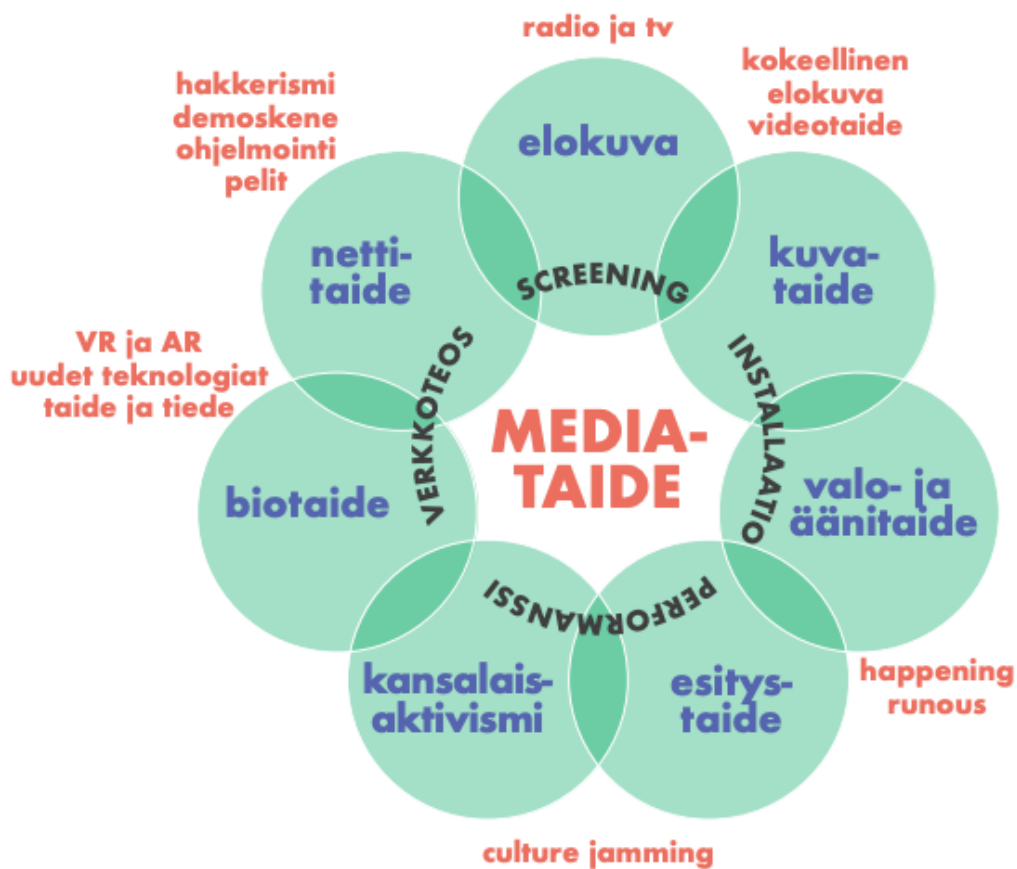 radio ja tv
kokeellinen
elokuva
videotaide
hakkerismi
demoskene
ohjelmointi
pelit
elokuva
netti-
taide
kuva-
taide
SCREENING
VERKKOTEOS
INSTALLAATIO
VR ja AR
uudet teknologiat
taide ja tiede
MEDIA-
TAIDE
biotaide
valo- ja
äänitaide
PERFORMANSSI
kansalais-
aktivismi
esitys-
taide
happening
runous
culture jamming